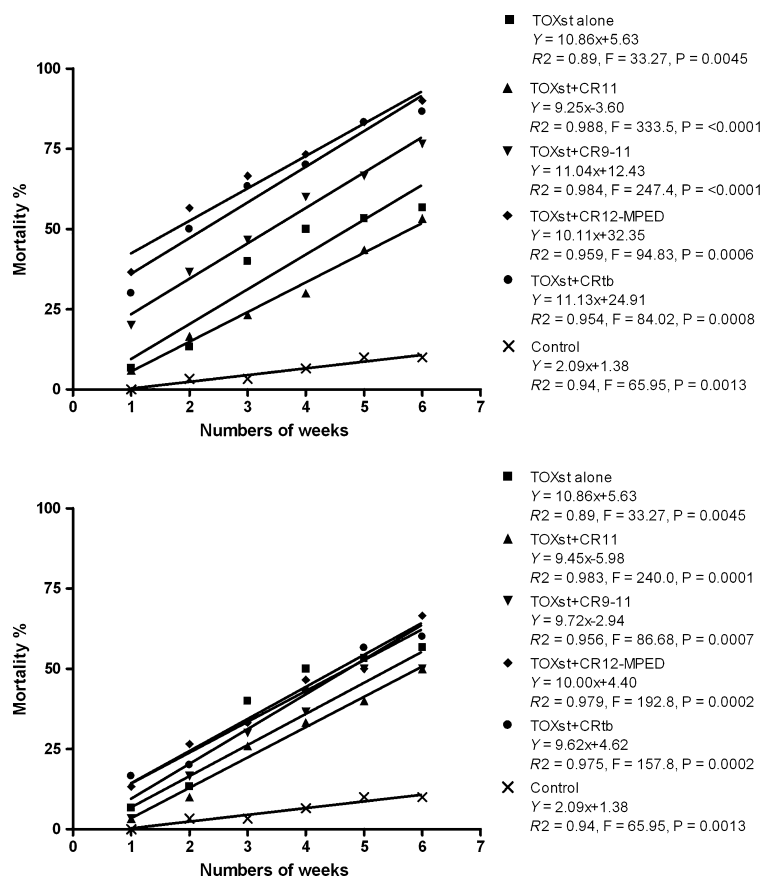 Mortality %
100
75
50
25
0
0 1 2 3 4 5 6 7
Numbers of weeks
TOXst alone
Y = 10.86x+5.63
R2 = 0.89, F = 33.27, P = 0.0045
TOXst+CR11
Y = 9.25x-3.60
R2 = 0.988, F = 333.5, P = <0.0001
TOXst+CR9-11
Y = 11.04x+12.43
R2 = 0.984, F = 247.4, P = <0.0001
TOXst+CR12-MPED
Y = 10.11x+32.35
R2 = 0.959, F = 94.83, P = 0.0006
TOXst+CRtb
Y = 11.13x+24.91
R2 = 0.954, F = 84.02, P = 0.0008
Control
Y = 2.09x+1.38
R2 = 0.94, F = 65.95, P = 0.0013
Mortality %
100
75
50
25
0
0 1 2 3 4 5 6 7
Numbers of weeks
TOXst alone
Y = 10.86x+5.63
R2 = 0.89, F = 33.27, P = 0.0045
TOXst+CR11
Y = 9.45x-5.98
R2 = 0.983, F = 240.0, P = 0.0001
TOXst+CR9-11
Y = 9.72x-2.94
R2 = 0.956, F = 86.68, P = 0.0007
TOXst+CR12-MPED
Y = 10.00x+4.40
R2 = 0.979, F = 192.8, P = 0.0002
TOXst+CRtb
Y = 9.62x+4.62
R2 = 0.975, F = 157.8, P = 0.0002
Control
Y = 2.09x+1.38
R2 = 0.94, F = 65.95, P = 0.0013